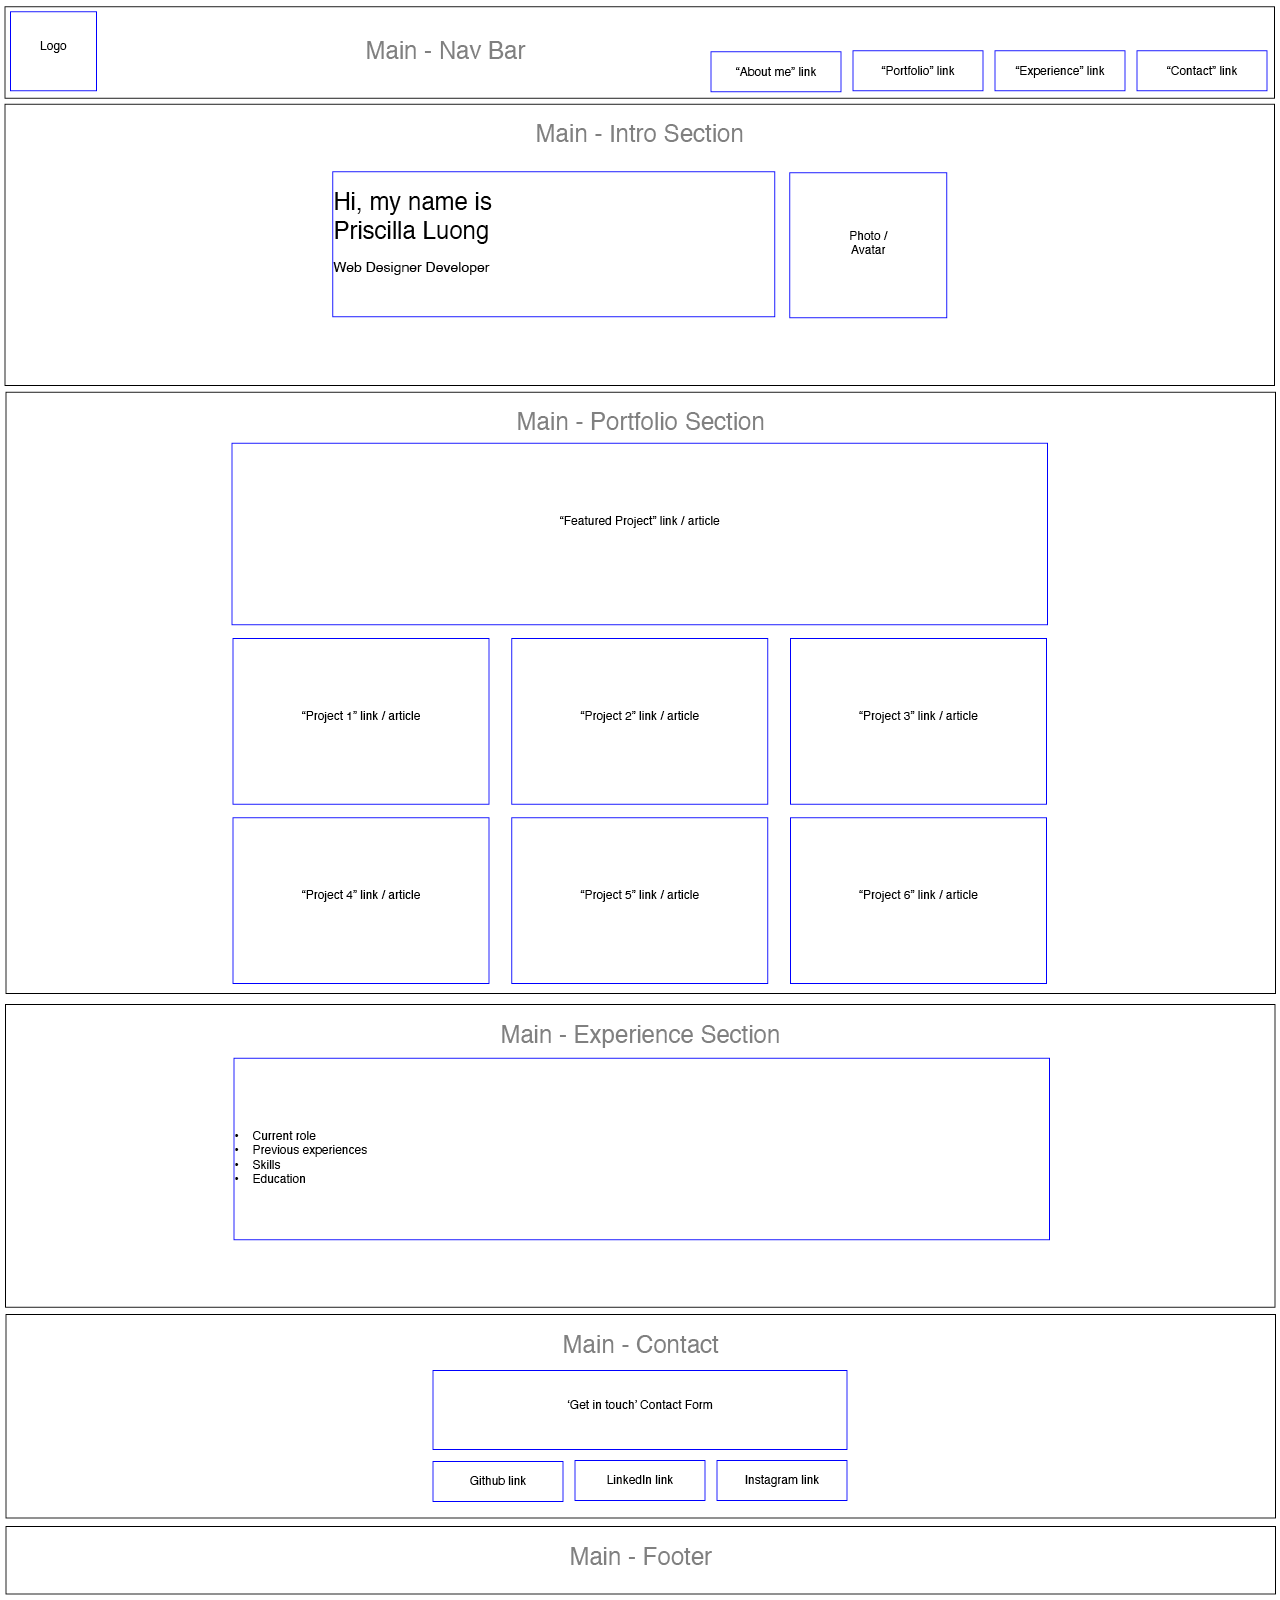 Logo
Main - Nav Bar
“About me” link
“Portfolio” link
“Experience” link
“Contact” link
Main - Intro Section
Hi, my name is
Priscilla Luong
Web Designer Developer
Photo /
Avatar
Main - Portfolio Section
“Featured Project” link / article
“Project 1” link / article
“Project 2” link / article
“Project 3” link / article
“Project 4” link / article
“Project 5” link / article
“Project 6” link / article
Main - Experience Section
• Current role
• Previous experiences
• Skills
• Education
Main - Contact
‘Get in touch’ Contact Form
Github link
LinkedIn link
Instagram link
Main - Footer